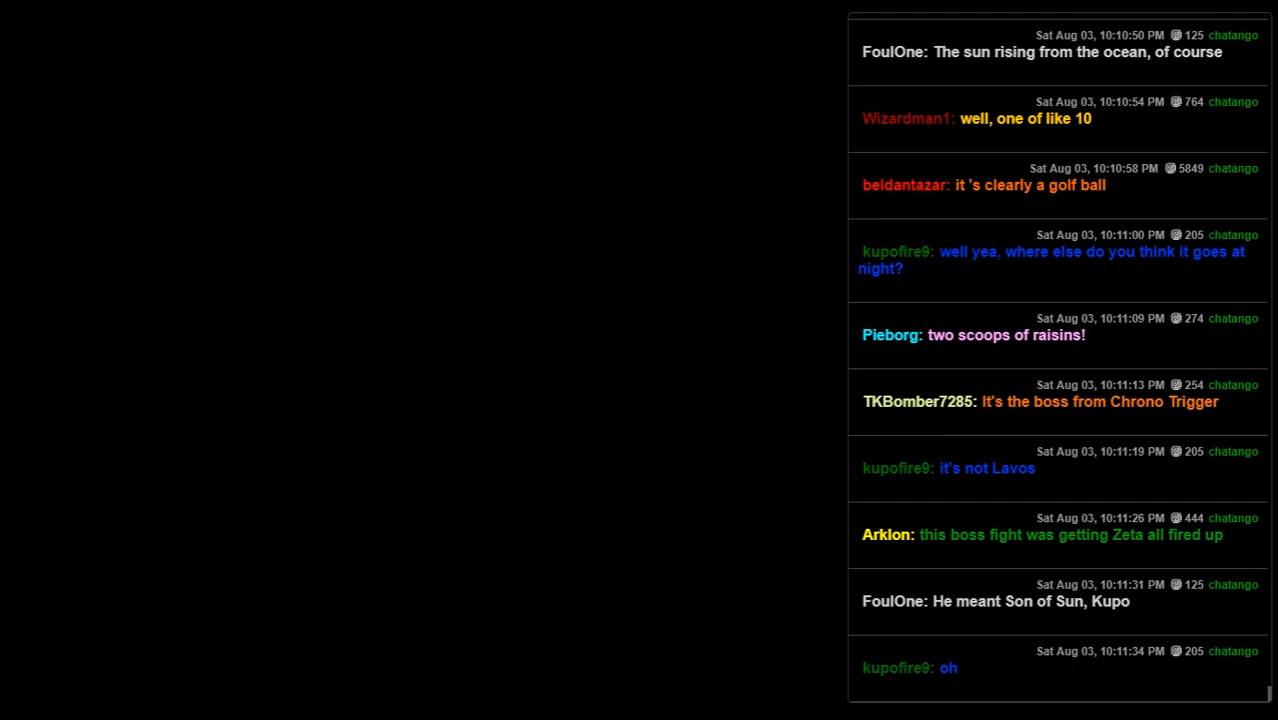 Sat Aug 03, 10:10:50 PM 125 chatango
FoulOne: The sun rising from the ocean, of course
Sat Aug 03, 10:10:54 PM 764 chatango
Wizardman1: well, one of like 10
Sat Aug 03, 10:10:58 PM 5849 chatango
beldantazar: it 's clearly a golf ball
Sat Aug 03, 10:11:00 PM 205 chatango
kupofire9: well yea, where else do you think it goes at
night?
Sat Aug 03, 10:11:09 PM 274 chatango
Pieborg: two scoops of raisins!
Sat Aug 03, 10:11:13 PM 254 chatango
TKBomber7285: It's the boss from Chrono Trigger
Sat Aug 03, 10:11:19 PM 205 chatango
kupofire9: it's not Lavos
Sat Aug 03, 10:11:26 PM 444 chatango
Arklon: this boss fight was getting Zeta all fired up
Sat Aug 03, 10:11:31 PM 125 chatango
FoulOne: He meant Son of Sun, Kupo
Sat Aug 03, 10:11:34 PM 205 chatango
kupofire9: oh